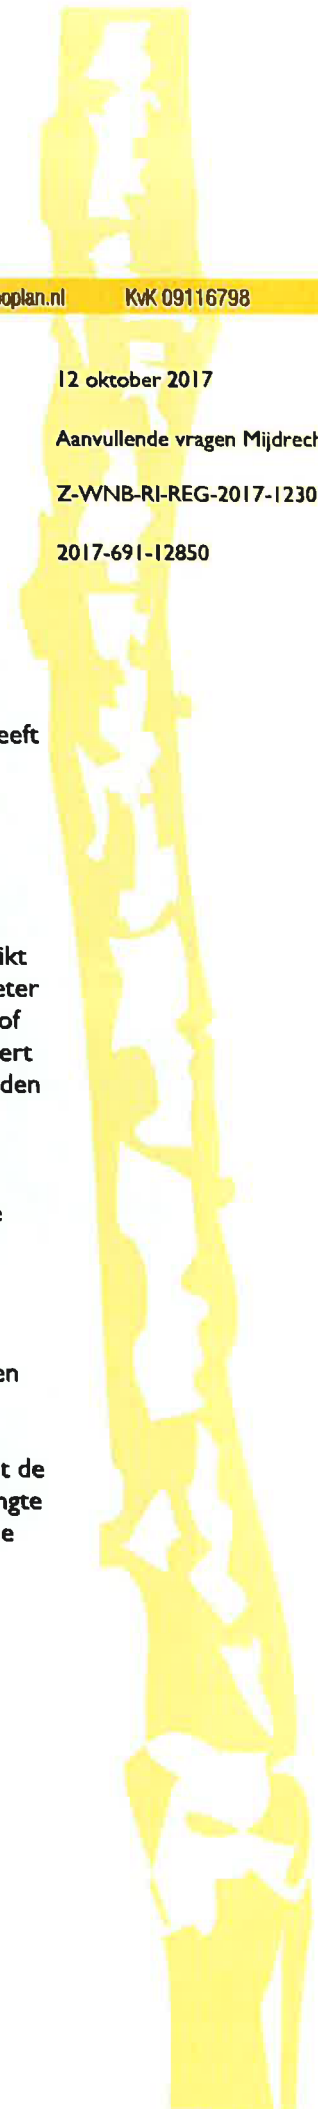 oplan.nl KvK 09116798
12 oktober 2017
Aanvullende vragen Mijdrech
Z-WNB-RI-REG-2017-1230
2017-691-12850
eeft
ikt
eter
of
ert
den
e
en
t de
ngte
e